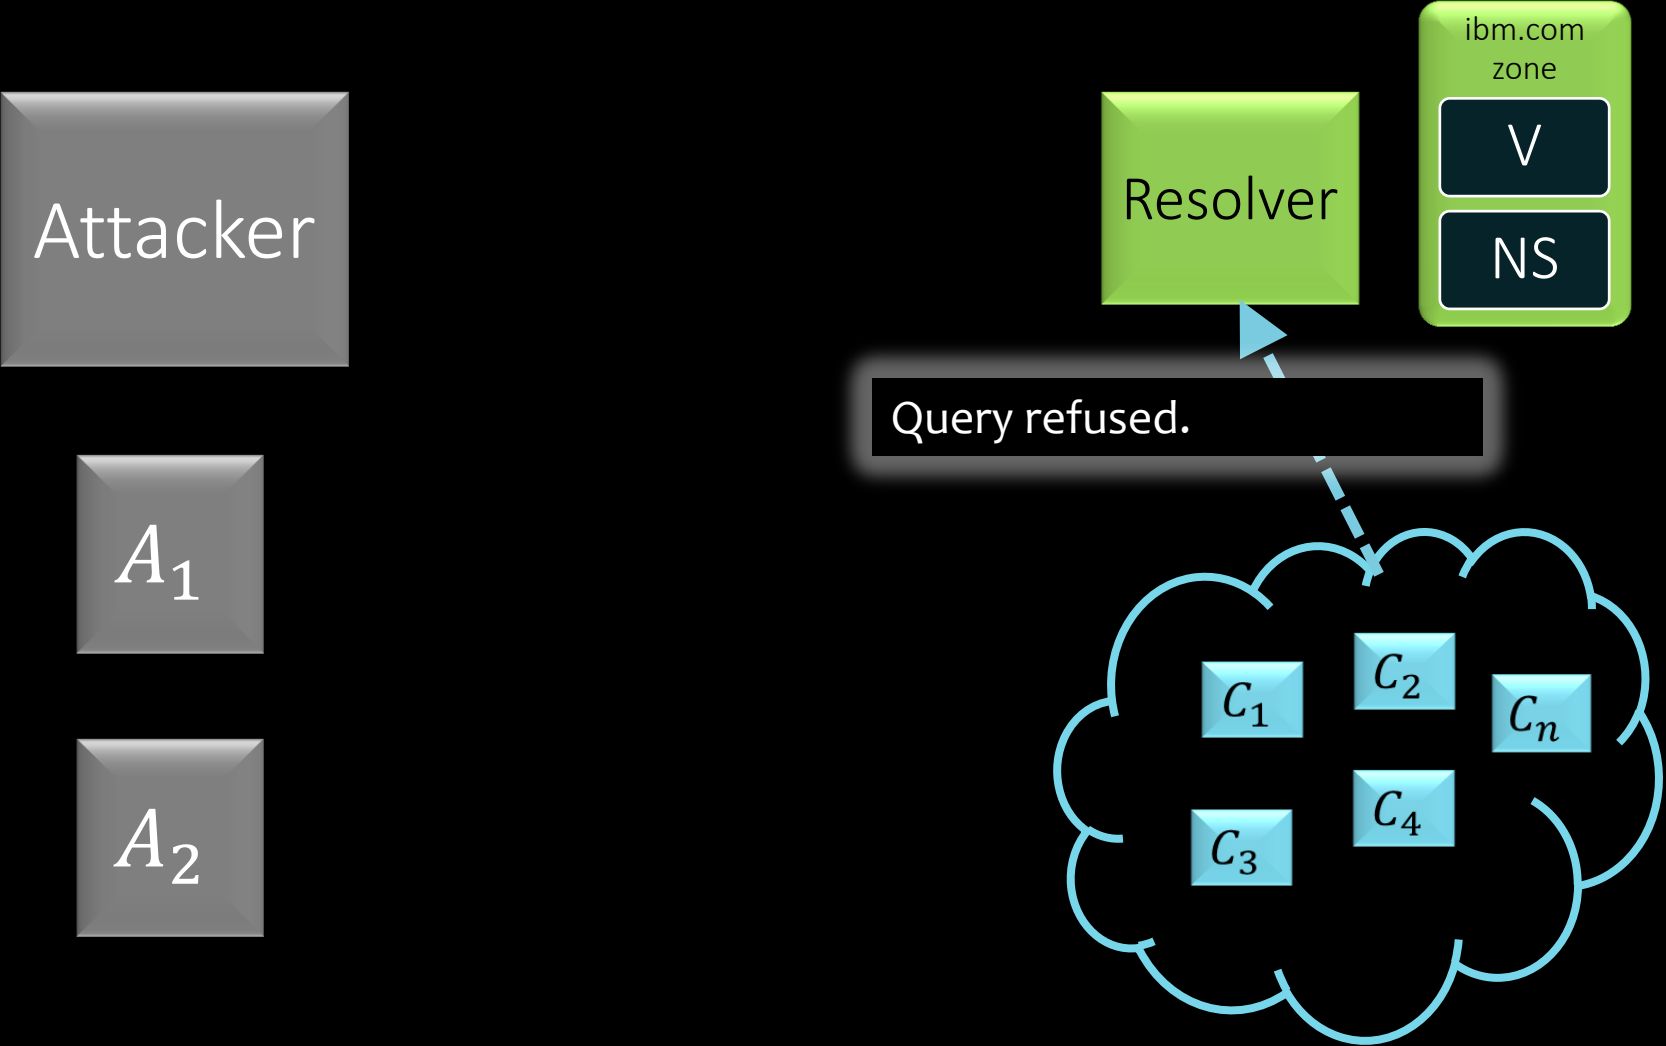 ibm.com
zone
V
NS
Attacker
Resolver
Query refused.
A₁
A₂
C₁
C₂
Cₙ
C₃
C₄